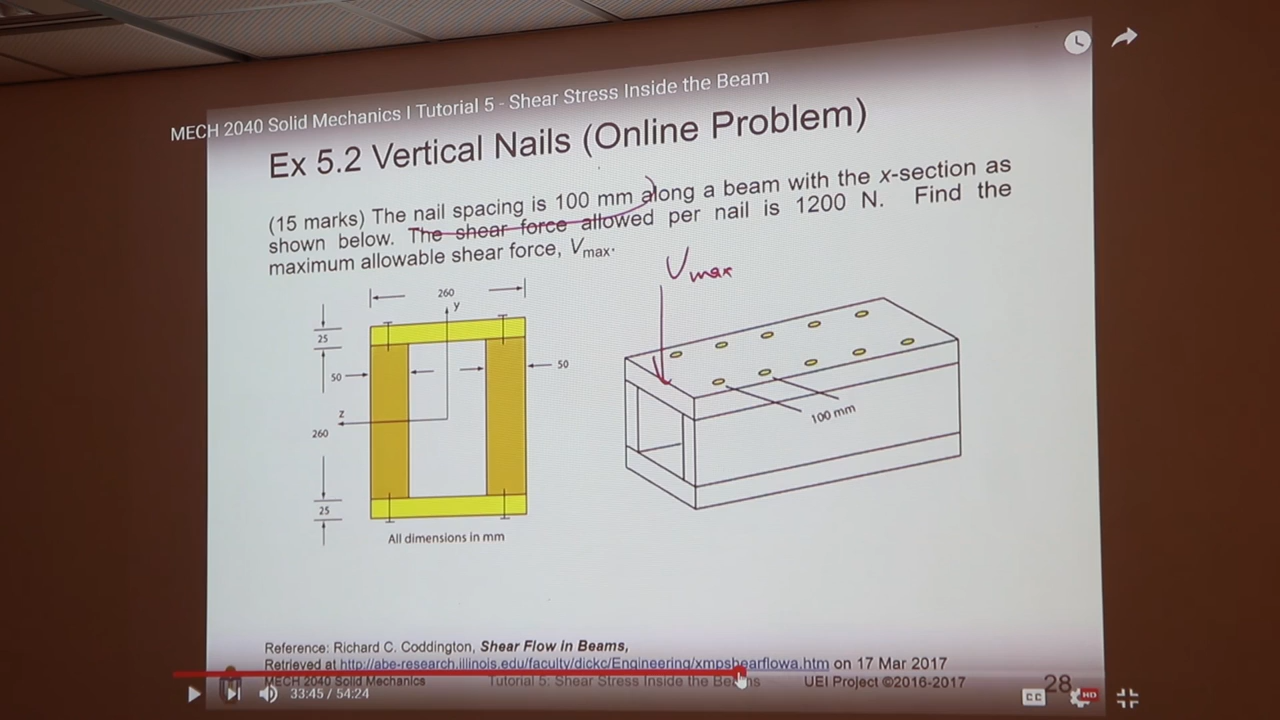 MECH 2040 Solid Mechanics I Tutorial 5 - Shear Stress Inside the Beam
Ex 5.2 Vertical Nails (Online Problem)
(15 marks) The nail spacing is 100 mm along a beam with the x-section as
shown below. The shear force allowed per nail is 1200 N. Find the
maximum allowable shear force, Vmax.
Vmax
260
y
25
50
50
z
260
25
100 mm
All dimensions in mm
Reference: Richard C. Coddington, Shear Flow in Beams,
Retrieved at http://abe-research.illinois.edu/faculty/dickc/Engineering/xmpshearflowa.htm on 17 Mar 2017
MECH 2040 Solid Mechanics Tutorial 5: Shear Stress Inside the Beams UEI Project ©2016-2017 28
33:45 / 54:24
CC HD